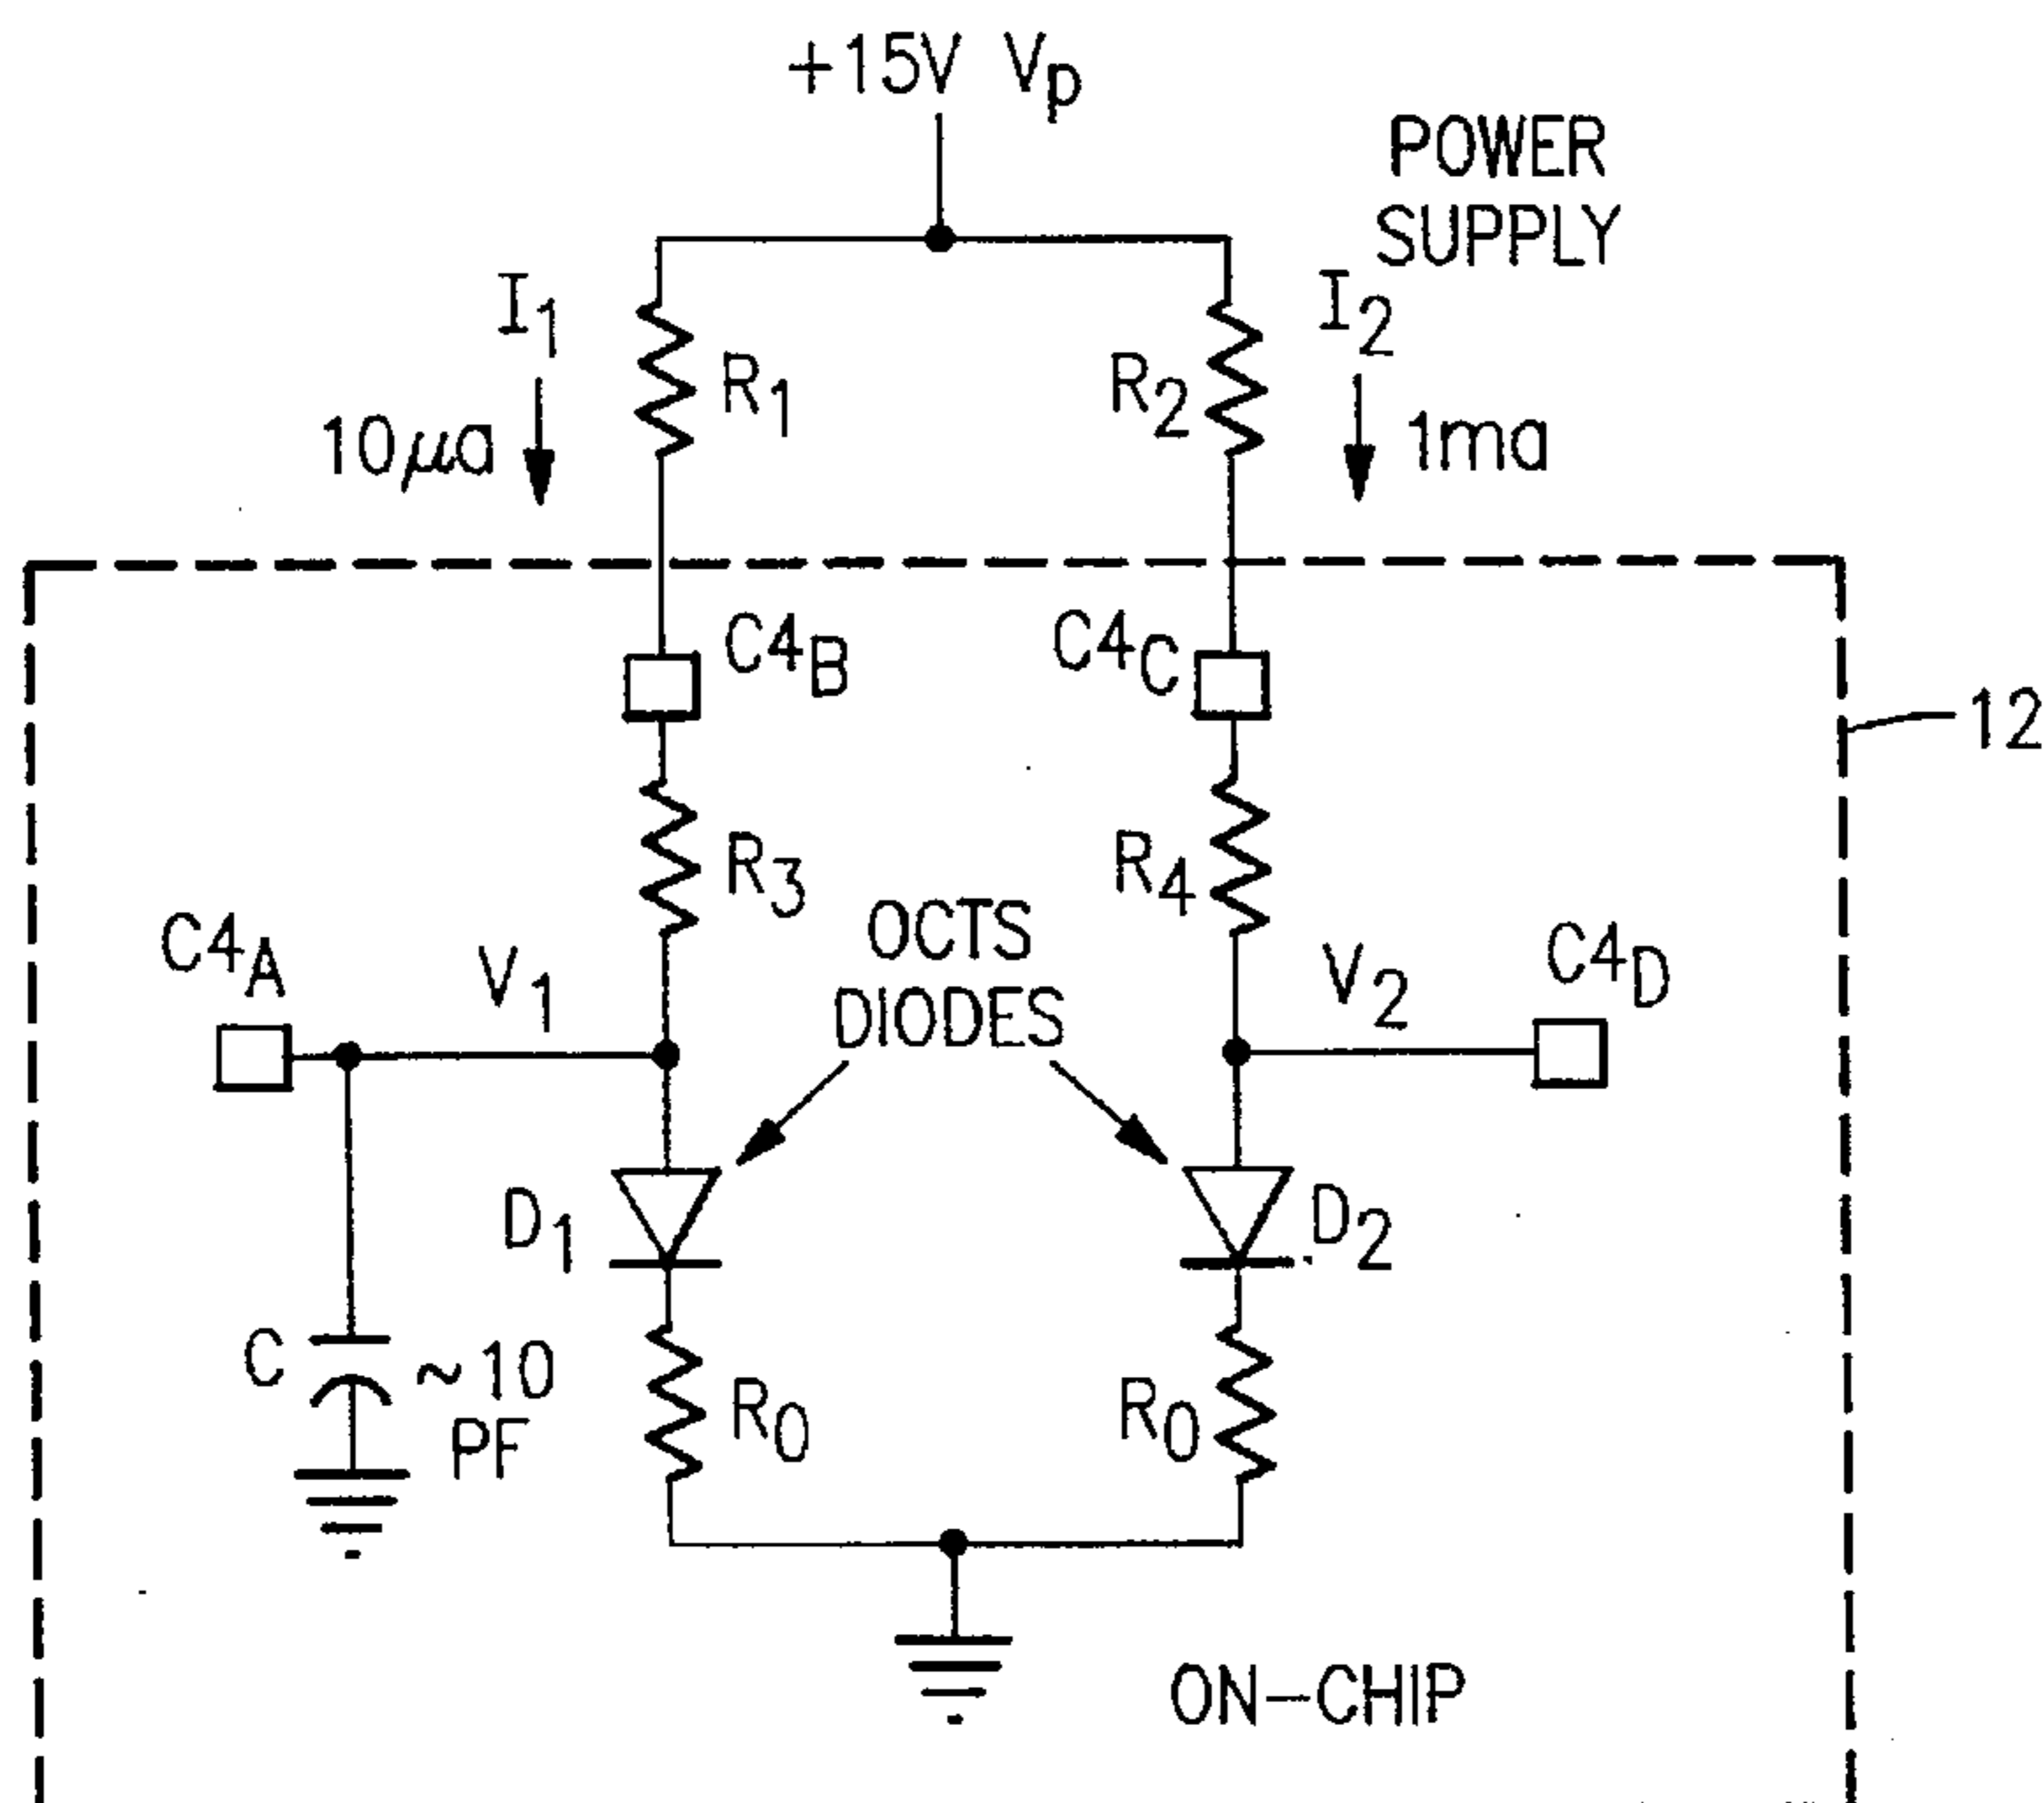 +15V Vp
POWER
SUPPLY
I1
R1
R2
I2
10μa
1ma
C4B
C4C
12
R3
R4
C4A
V1
OCTS
DIODES
V2
C4D
D1
D2
C
~10
PF
R0
R0
ON-CHIP